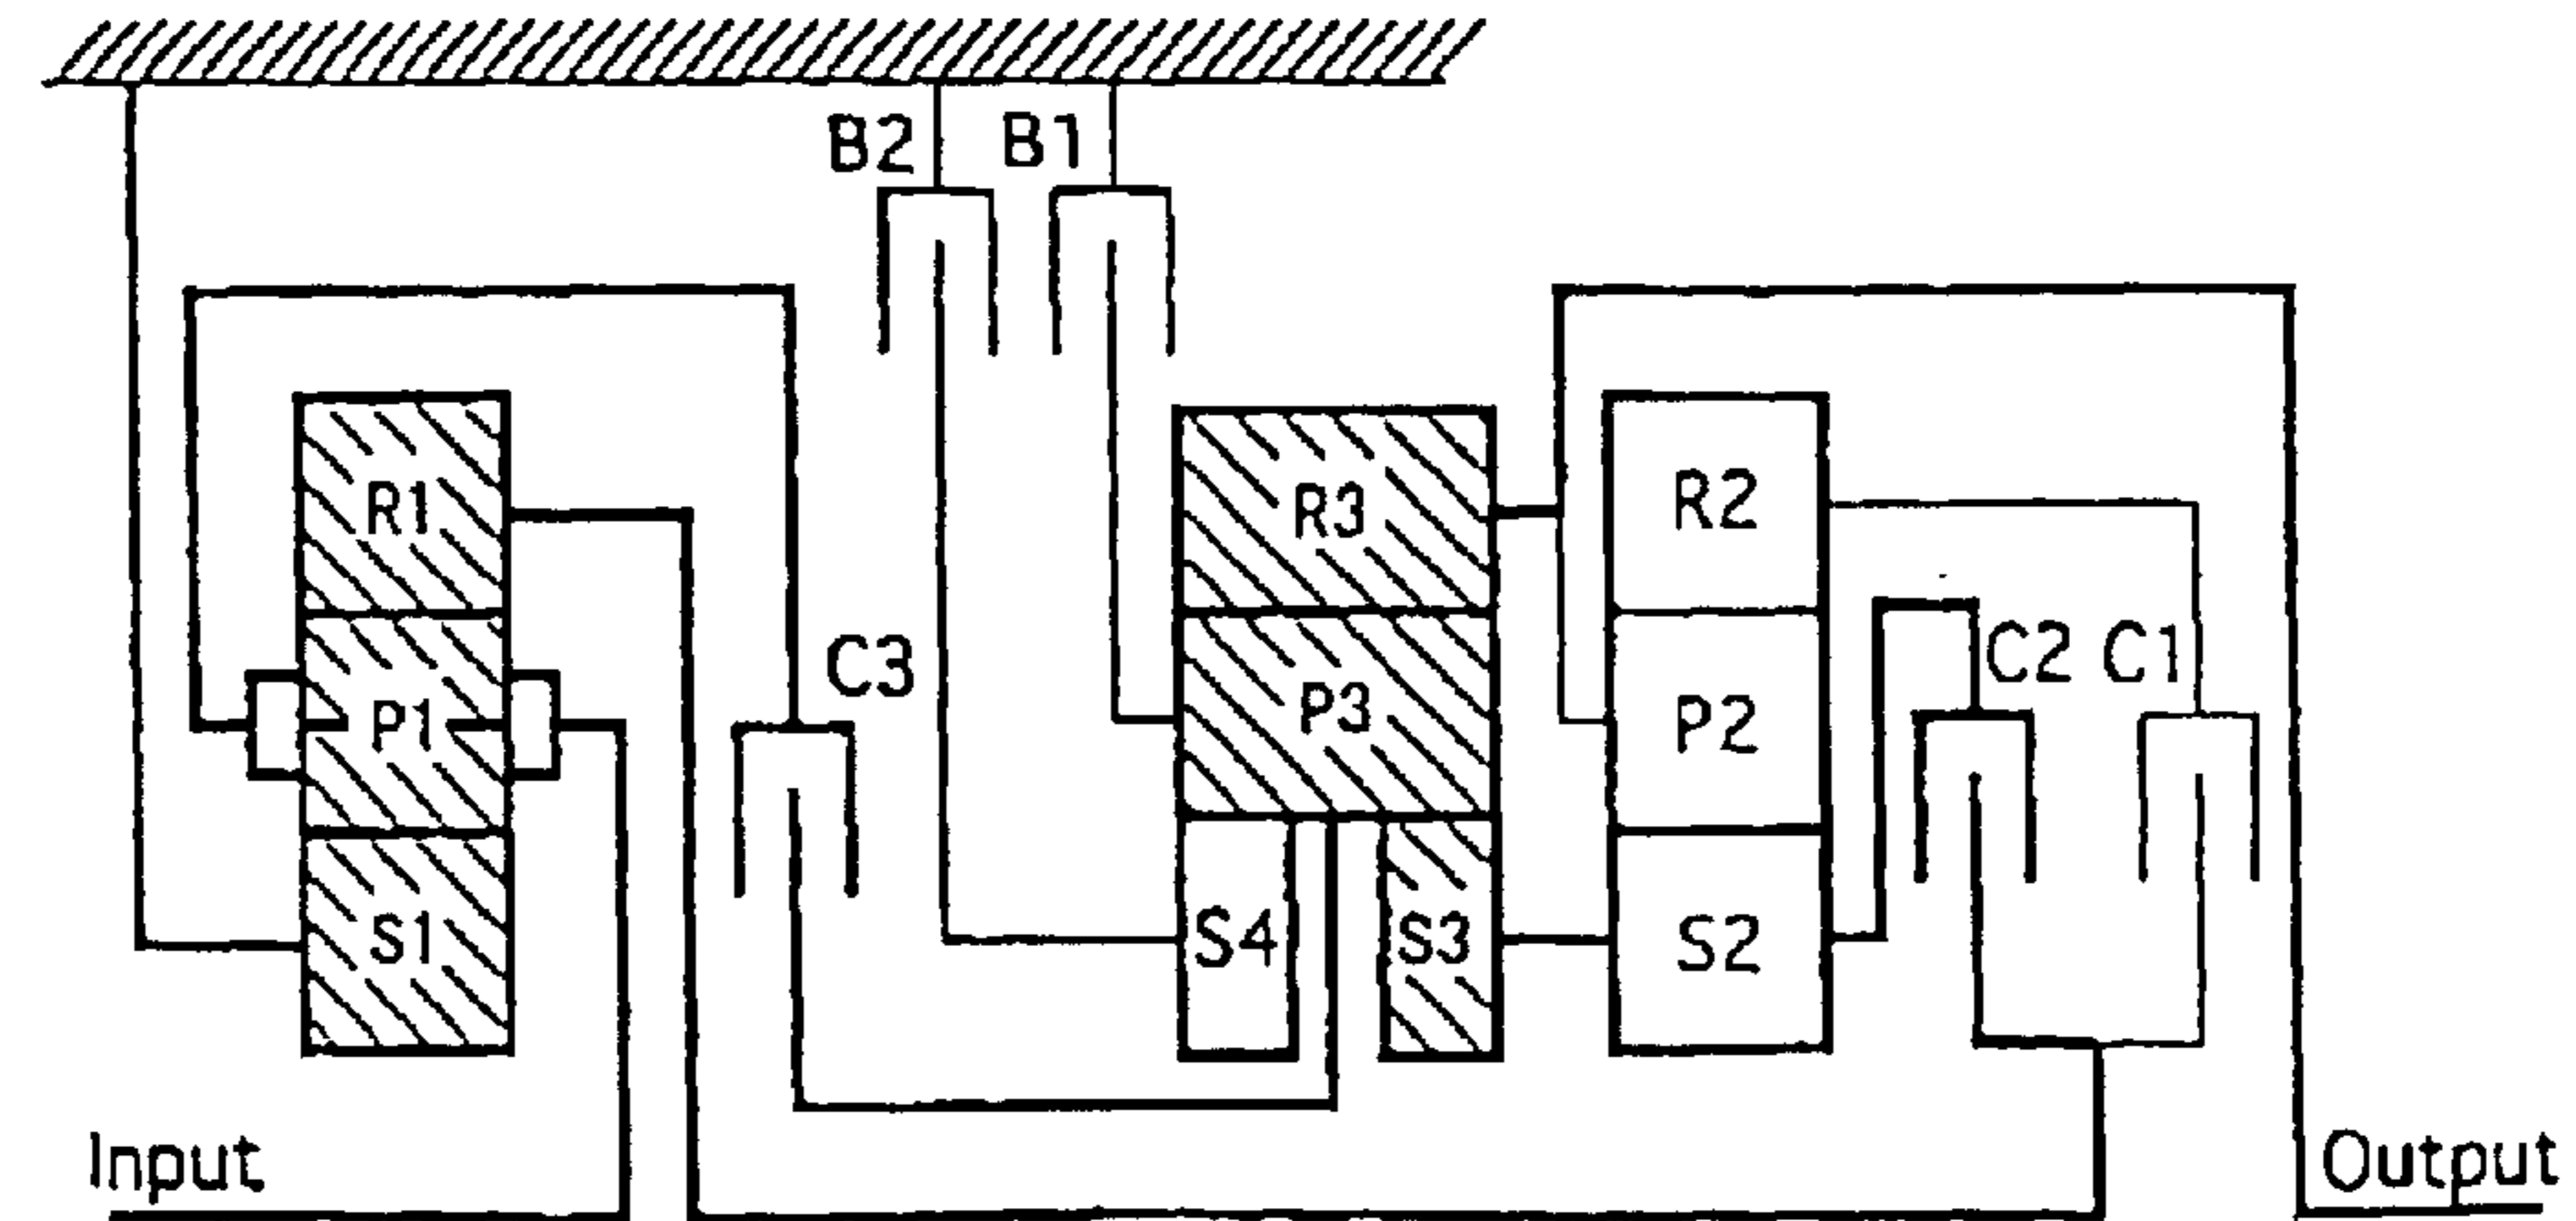 B2 B1
R1
R3
R2
C3
C2 C1
P1
P3
P2
S1
S4
S3
S2
Input
Output